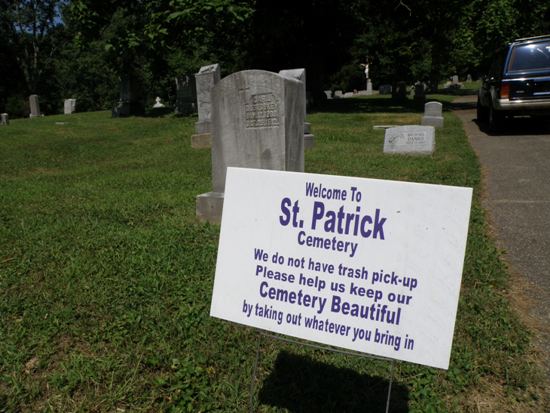 Welcome To
St. Patrick
Cemetery
We do not have trash pick-up
Please help us keep our
Cemetery Beautiful
by taking out whatever you bring in